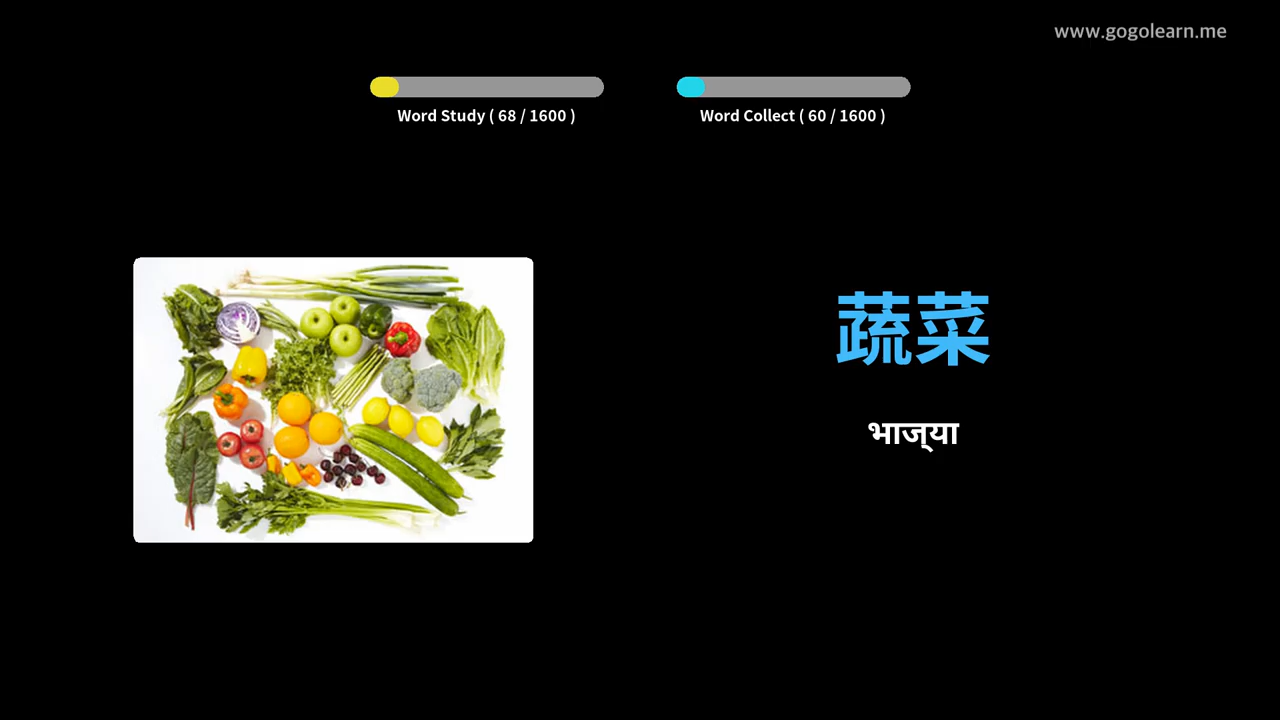 www.gogolearn.me
Word Study ( 68 / 1600 )
Word Collect ( 60 / 1600 )
蔬菜
भाज्या